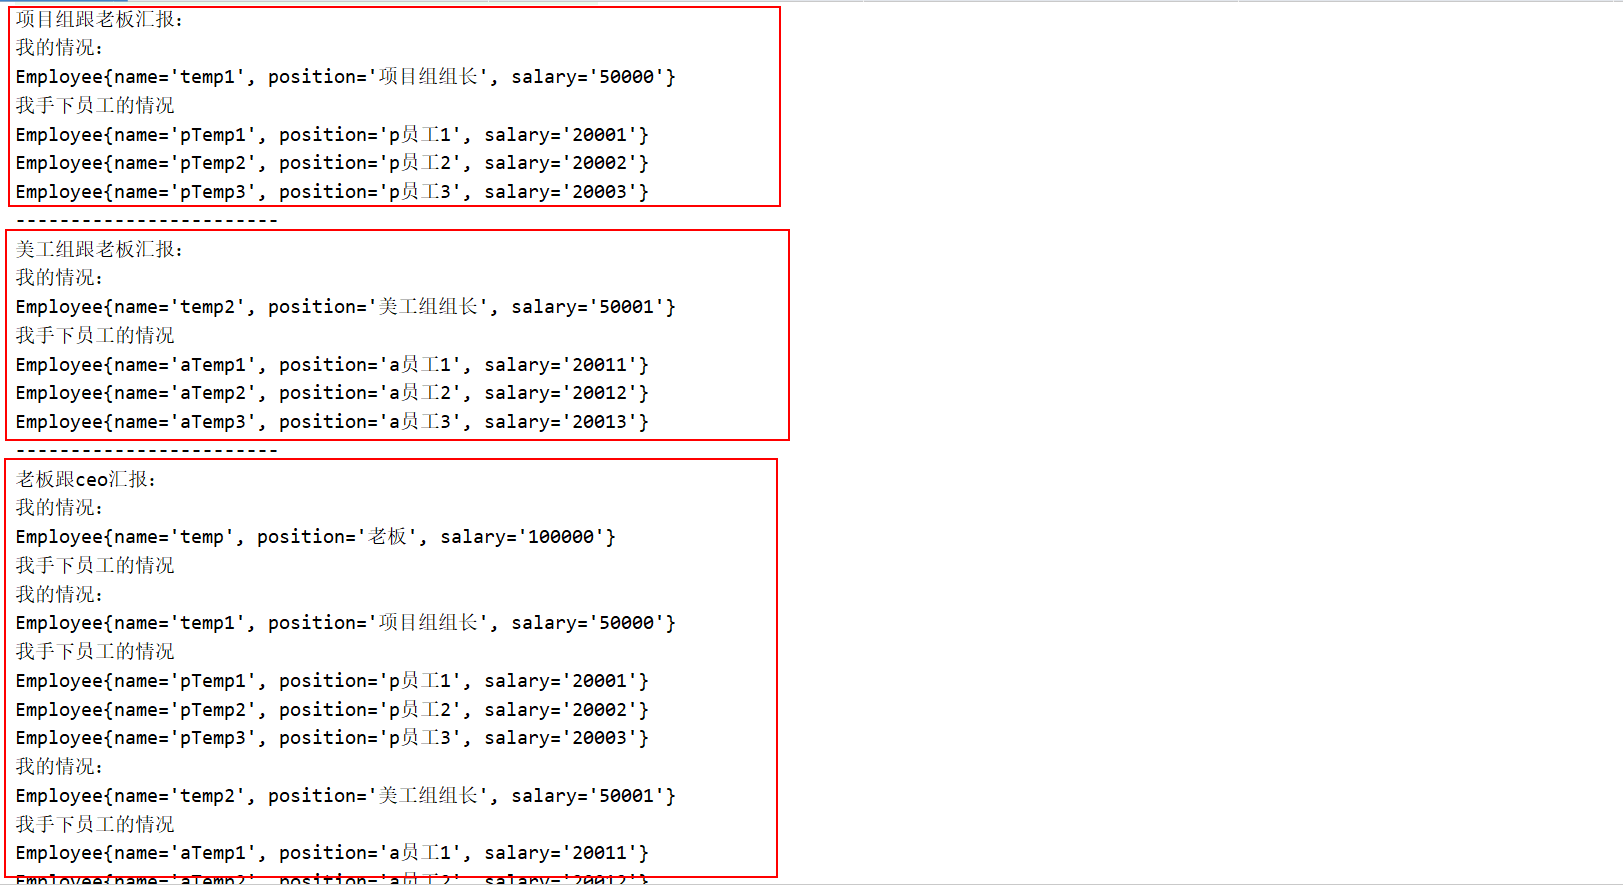 项目组跟老板汇报：
我的情况：
Employee{name='temp1', position='项目组组长', salary='50000'}
我手下员工的情况
Employee{name='pTemp1', position='p员工1', salary='20001'}
Employee{name='pTemp2', position='p员工2', salary='20002'}
Employee{name='pTemp3', position='p员工3', salary='20003'}
------------------------
美工组跟老板汇报：
我的情况：
Employee{name='temp2', position='美工组组长', salary='50001'}
我手下员工的情况
Employee{name='aTemp1', position='a员工1', salary='20011'}
Employee{name='aTemp2', position='a员工2', salary='20012'}
Employee{name='aTemp3', position='a员工3', salary='20013'}
------------------------
老板跟ceo汇报：
我的情况：
Employee{name='temp', position='老板', salary='100000'}
我手下员工的情况
我的情况：
Employee{name='temp1', position='项目组组长', salary='50000'}
我手下员工的情况
Employee{name='pTemp1', position='p员工1', salary='20001'}
Employee{name='pTemp2', position='p员工2', salary='20002'}
Employee{name='pTemp3', position='p员工3', salary='20003'}
我的情况：
Employee{name='temp2', position='美工组组长', salary='50001'}
我手下员工的情况
Employee{name='aTemp1', position='a员工1', salary='20011'}
Employee{name='aTemp2', position='a员工2', salary='20012'}